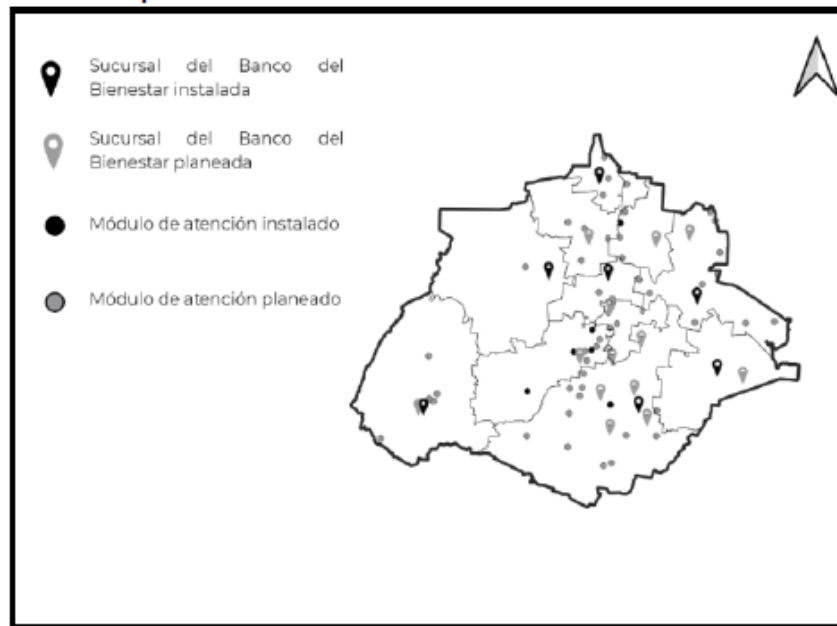 Sucursal del Banco del
Bienestar instalada
Sucursal del Banco del
Bienestar planeada
Módulo de atención instalado
Módulo de atención planeado